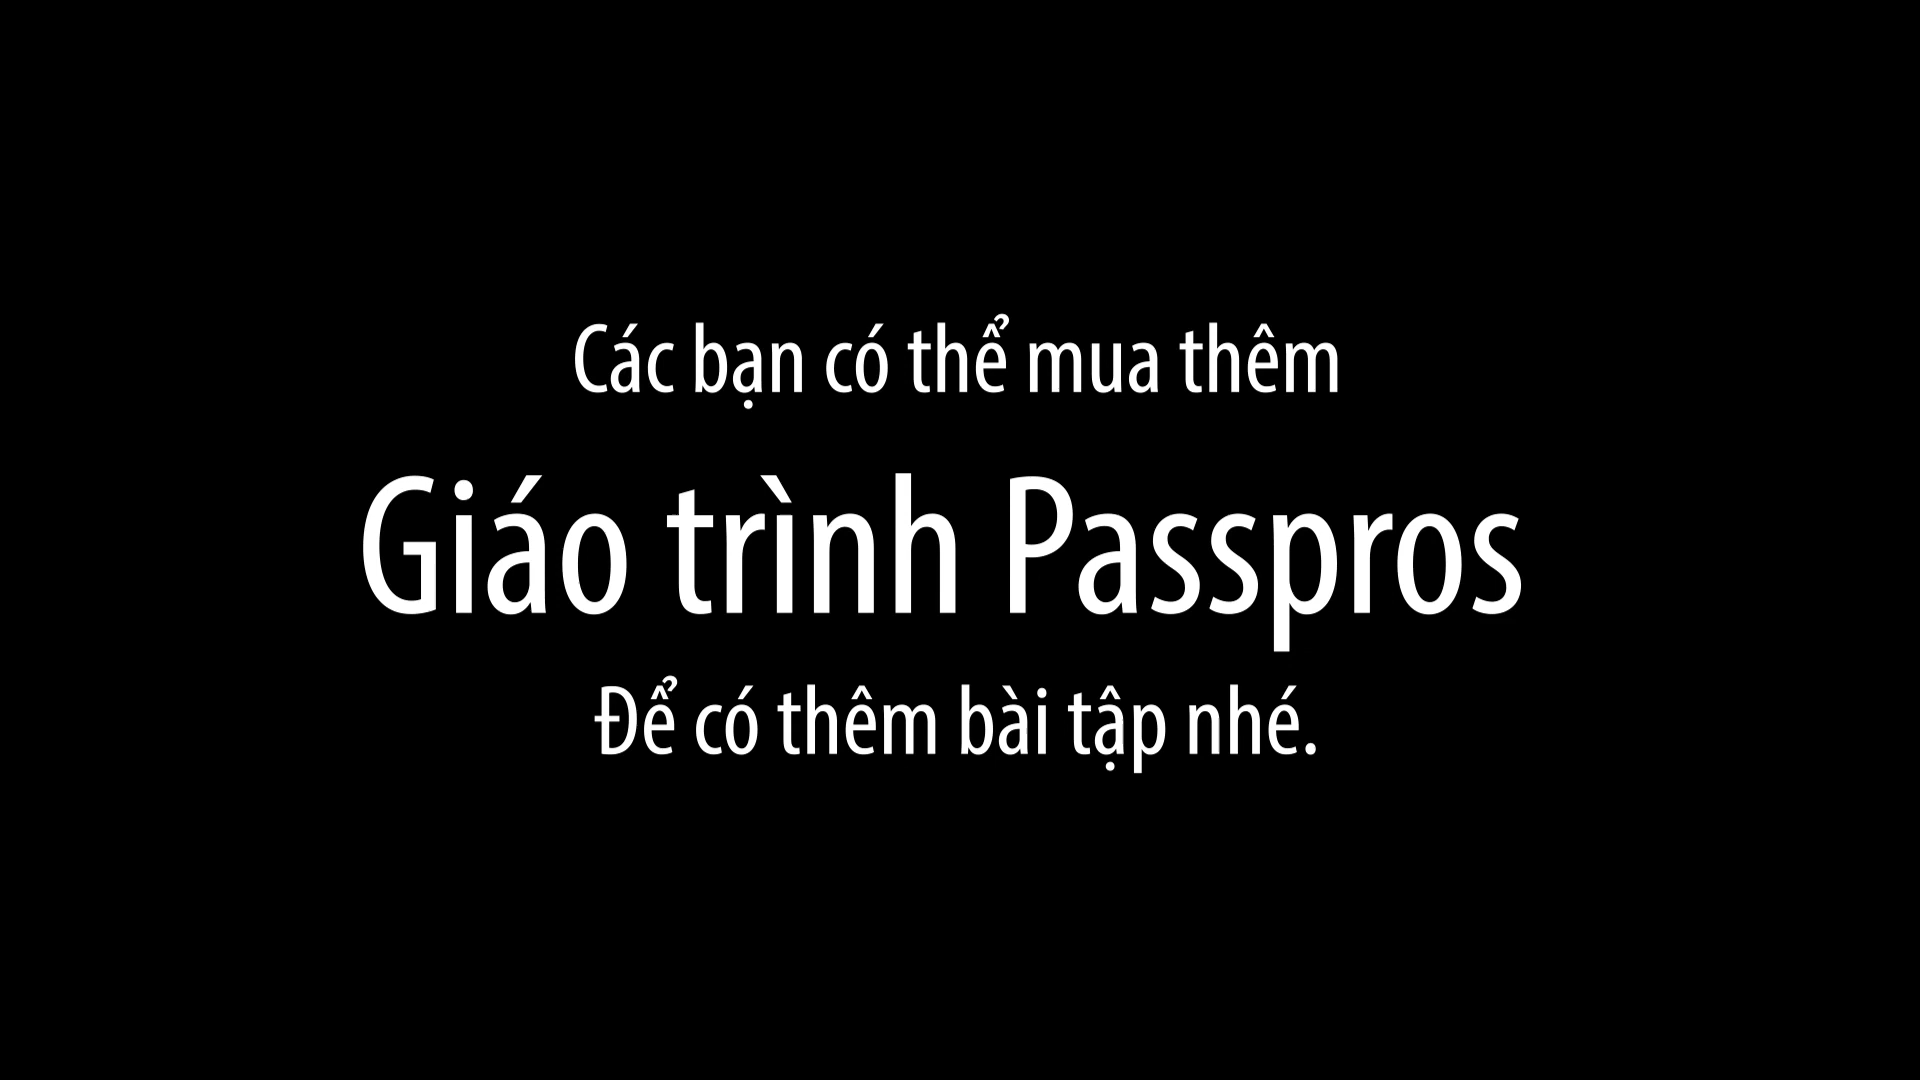 Các bạn có thể mua thêm
Giáo trình Passpros
Để có thêm bài tập nhé.